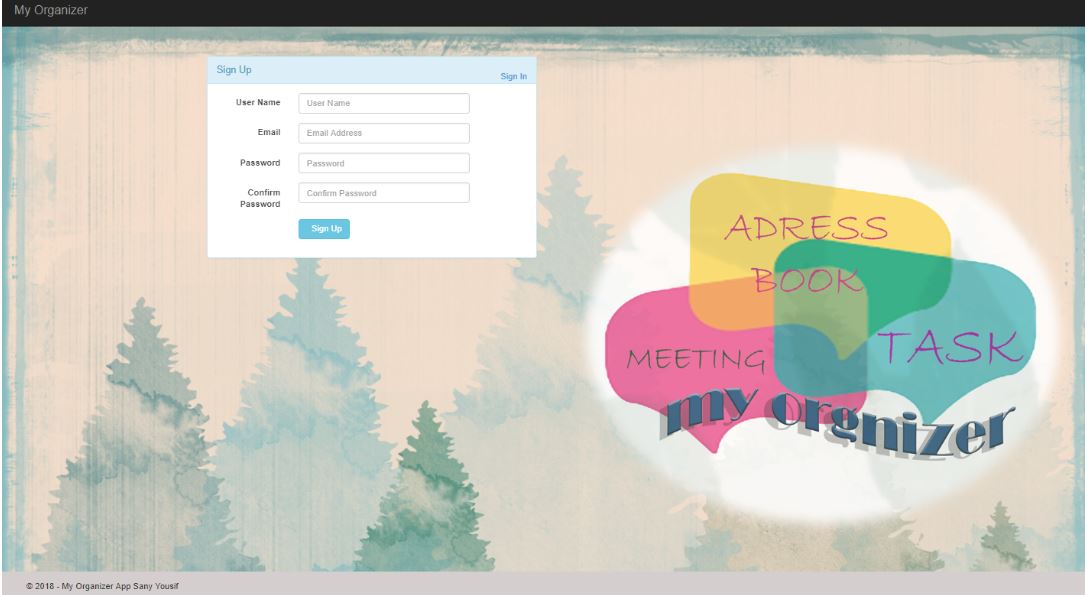 My Organizer
Sign Up
Sign In
User Name
User Name
Email
Email Address
Password
Password
Confirm
Password
Confirm Password
Sign Up
ADRESS
BOOK
MEETING
TASK
my orgnizer
© 2018 - My Organizer App Sany Yousif